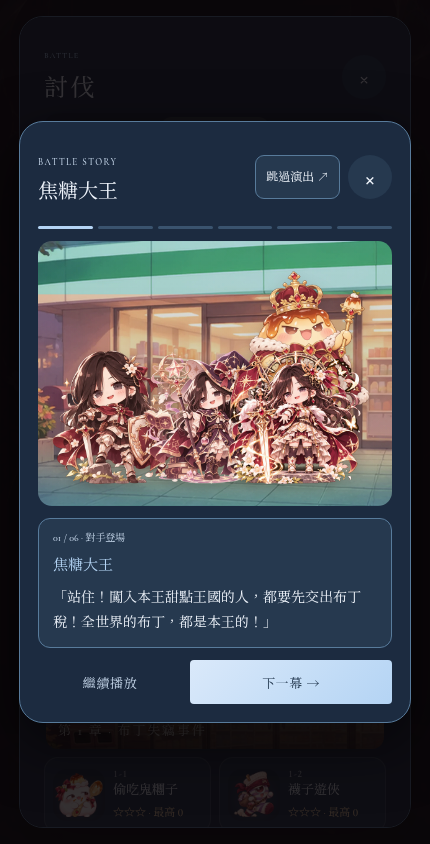 BATTLE
討伐
×
BATTLE STORY
焦糖大王
跳過演出 ↗
×
01 / 06 · 對手登場
焦糖大王
「站住！闖入本王甜點王國的人，都要先交出布丁
稅！全世界的布丁，都是本王的！」
繼續播放
下一幕 →
1-1
偷吃鬼糰子
☆☆☆ · 最高 0
1-2
襪子遊俠
☆☆☆ · 最高 0